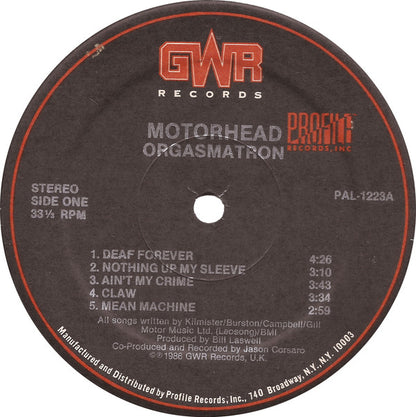 GWR
RECORDS
MOTORHEAD
ORGASMATRON
PROFILE
RECORDS, INC.
STEREO
SIDE ONE
33⅓ RPM
PAL-1223A
1. DEAF FOREVER 4:26
2. NOTHING UP MY SLEEVE 3:10
3. AIN'T MY CRIME 3:43
4. CLAW 3:34
5. MEAN MACHINE 2:59
All songs written by Kilmister/Burston/Campbell/Gill
Motor Music Ltd. (Leosong)/BMI
Produced by Bill Laswell
Co-Produced and Recorded by Jason Corsaro
℗© 1986 GWR Records, U.K.
Manufactured and Distributed by Profile Records, Inc., 740 Broadway, N.Y., N.Y. 10003